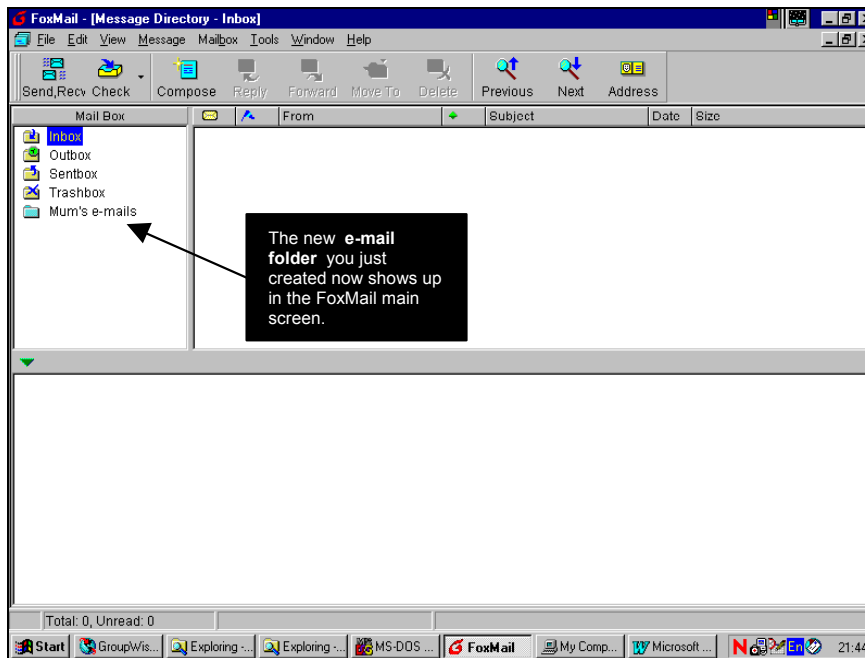 FoxMail - [Message Directory - Inbox]
File Edit View Message Mailbox Tools Window Help
Send,Recv Check Compose Reply Forward Move To Delete Previous Next Address
Mail Box From Subject Date Size
Inbox
Outbox
Sentbox
Trashbox
Mum's e-mails
The new e-mail
folder you just
created now shows up
in the FoxMail main
screen.
Total: 0, Unread: 0
Start GroupWis... Exploring -... Exploring -... MS-DOS ... FoxMail My Comp... Microsoft ... N En 21:44